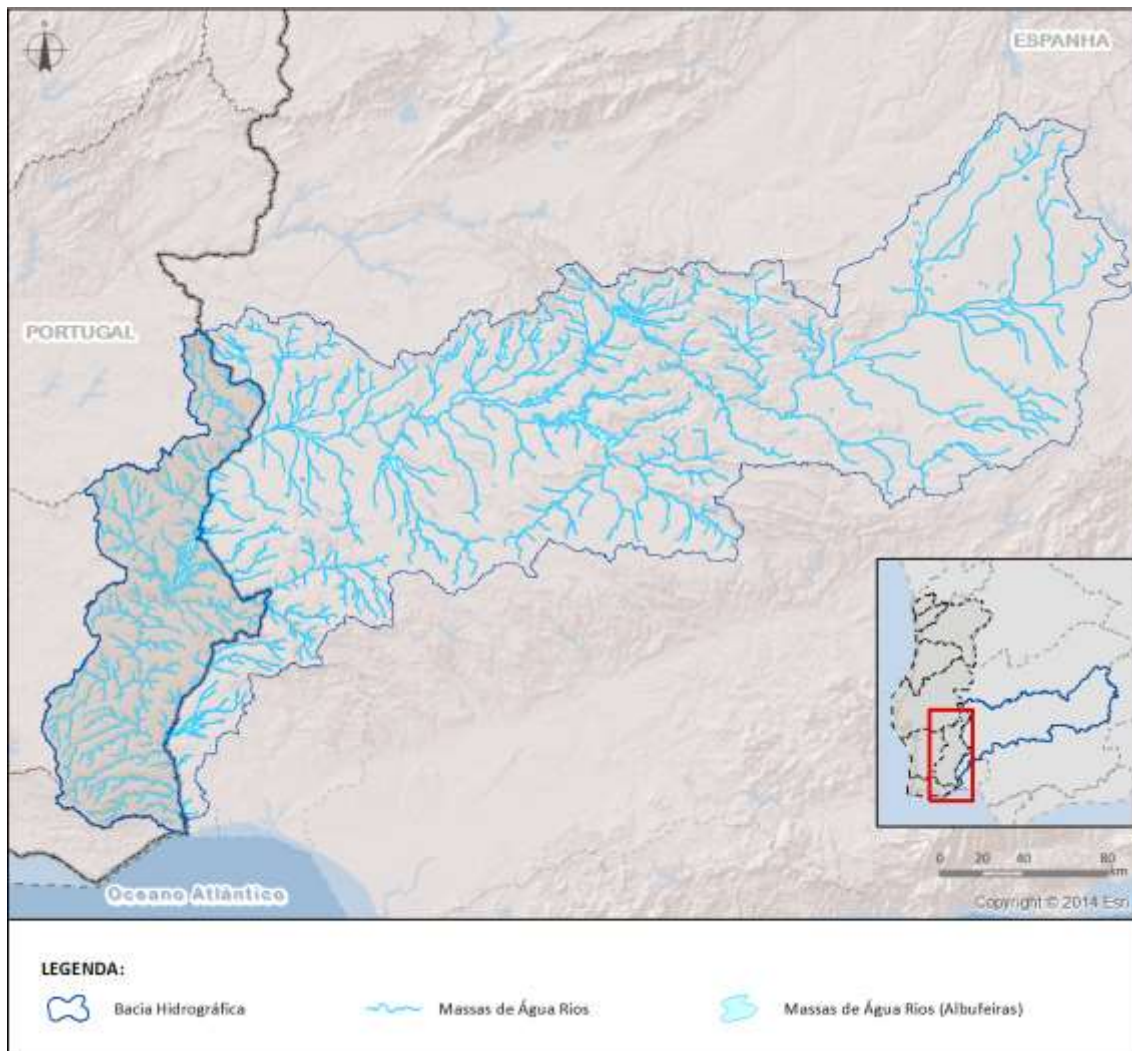 ESPANHA
PORTUGAL
0 20 40 80
km
Oceano Atlântico
Copyright © 2014 Esri
LEGENDA:
Bacia Hidrográfica
Massas de Água Rios
Massas de Água Rios (Albufeiras)